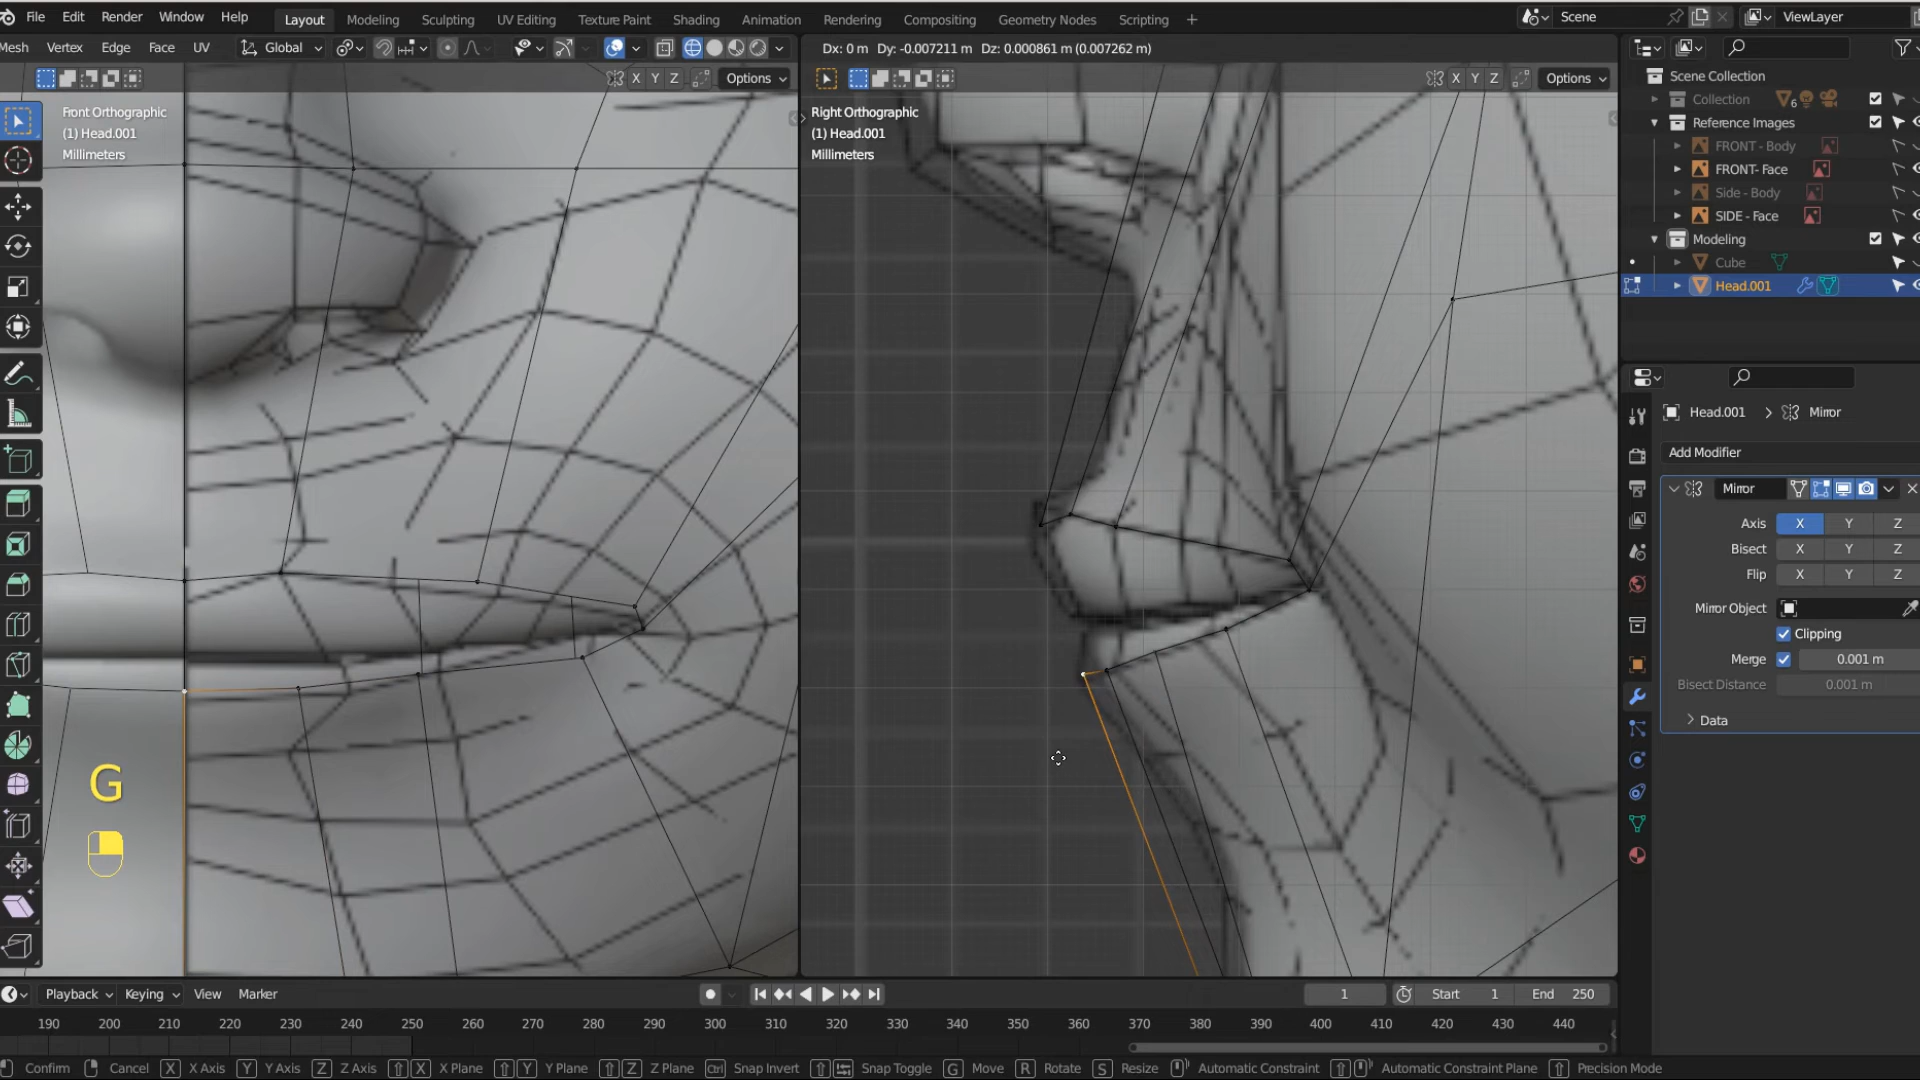 File Edit Render Window Help Layout Modeling Sculpting UV Editing Texture Paint Shading Animation Rendering Compositing Geometry Nodes Scripting + Scene ViewLayer
Mesh Vertex Edge Face UV Global Dx: 0 m Dy: -0.007211 m Dz: 0.000861 m (0.007262 m)
X Y Z Options X Y Z Options
Front Orthographic
(1) Head.001
Millimeters
Right Orthographic
(1) Head.001
Millimeters
Scene Collection
Collection 6
Reference Images
FRONT - Body
FRONT- Face
Side - Body
SIDE - Face
Modeling
Cube
Head.001
Head.001 > Mirror
Add Modifier
Mirror
Axis X Y Z
Bisect X Y Z
Flip X Y Z
Mirror Object
Clipping
Merge 0.001 m
Bisect Distance 0.001 m
Data
G
Playback Keying View Marker 1 Start 1 End 250
190 200 210 220 230 240 250 260 270 280 290 300 310 320 330 340 350 360 370 380 390 400 410 420 430 440
Confirm Cancel X X Axis Y Y Axis Z Z Axis X X Plane Y Y Plane Z Z Plane Ctrl Snap Invert Snap Toggle G Move R Rotate S Resize Automatic Constraint Automatic Constraint Plane Precision Mode